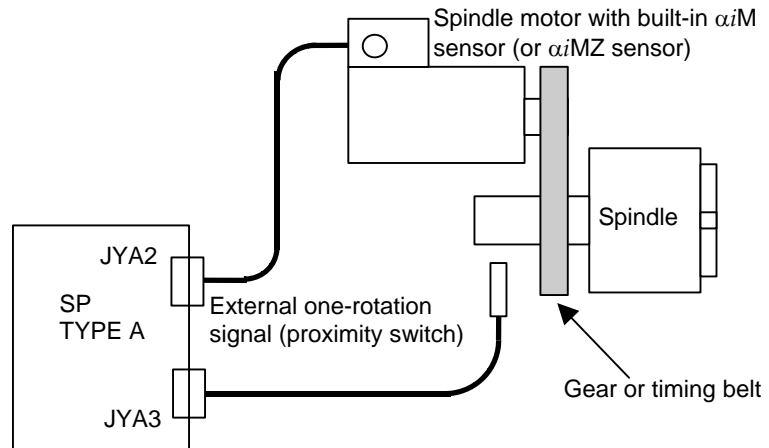 Spindle motor with built-in αiM
sensor (or αiMZ sensor)
JYA2
SP
TYPE A
External one-rotation
signal (proximity switch)
Spindle
Gear or timing belt
JYA3